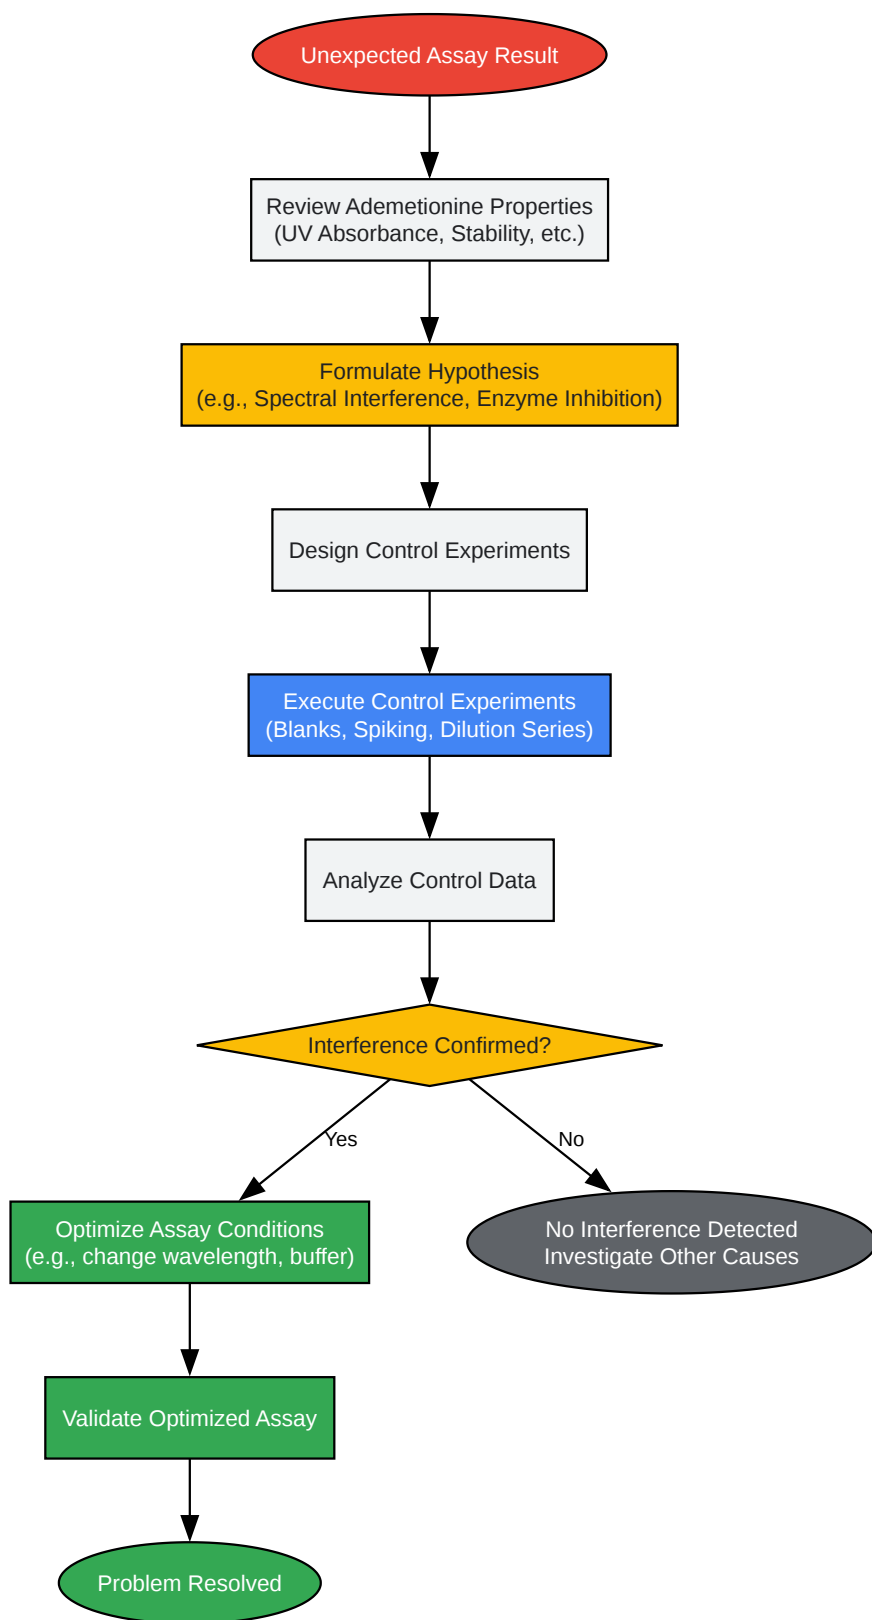 Unexpected Assay Result
Review Ademetionine Properties
(UV Absorbance, Stability, etc.)
Formulate Hypothesis
(e.g., Spectral Interference, Enzyme Inhibition)
Design Control Experiments
Execute Control Experiments
(Blanks, Spiking, Dilution Series)
Analyze Control Data
Interference Confirmed?
Yes
No
Optimize Assay Conditions
(e.g., change wavelength, buffer)
No Interference Detected
Investigate Other Causes
Validate Optimized Assay
Problem Resolved